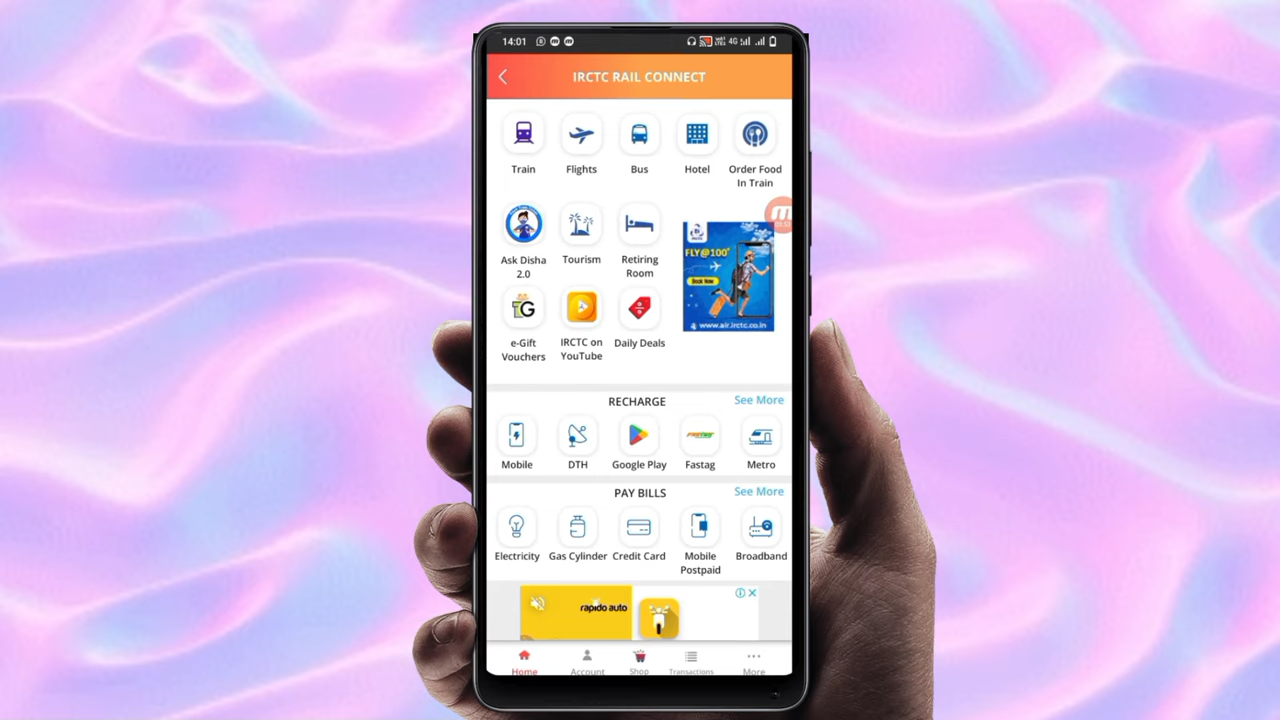 14:01
4G
IRCTC RAIL CONNECT
Train Flights Bus Hotel Order Food
In Train
FLY@100*
Book Now
www.air.irctc.co.in
Ask Disha
2.0
Tourism
Retiring
Room
e-Gift
Vouchers
IRCTC on
YouTube
Daily Deals
RECHARGE See More
FASTag
Mobile DTH Google Play Fastag Metro
PAY BILLS See More
Electricity Gas Cylinder Credit Card Mobile
Postpaid
Broadband
rapido auto
Home Account Shop Transactions More